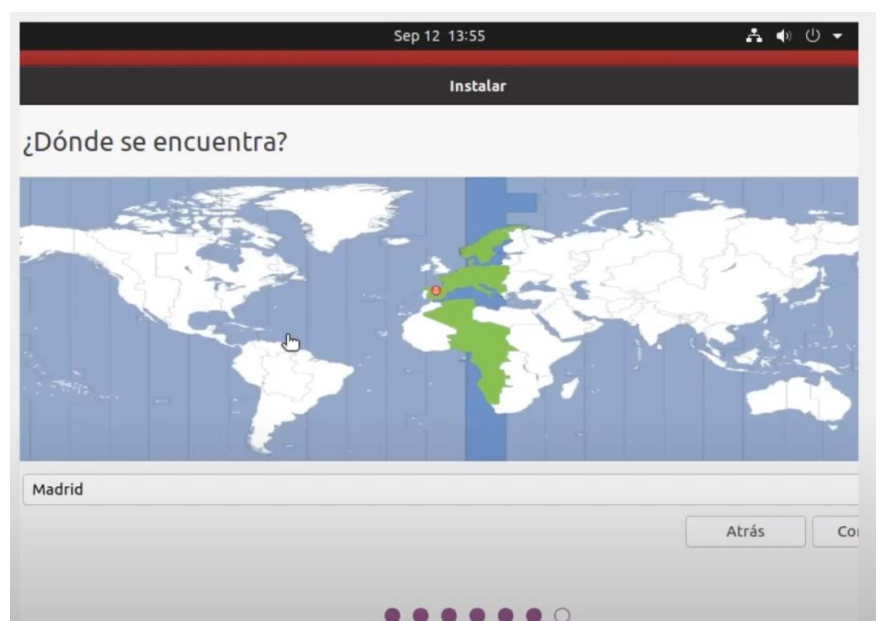 Sep 12 13:55
Instalar
¿Dónde se encuentra?
Madrid
Atrás